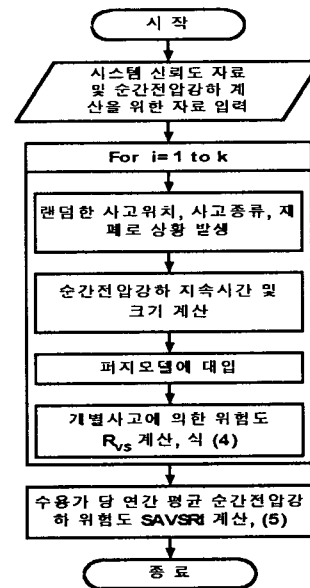 시 작
시스템 신뢰도 자료
및 순간전압강하 계
산을 위한 자료 입력
For i=1 to k
랜덤한 사고위치, 사고종류, 재
폐로 상황 발생
순간전압강하 지속시간 및
크기 계산
퍼지모델에 대입
개별사고에 의한 위험도
R_VS 계산, 식 (4)
수용가 당 연간 평균 순간전압강
하 위험도 SAVSRI 계산, (5)
종 료